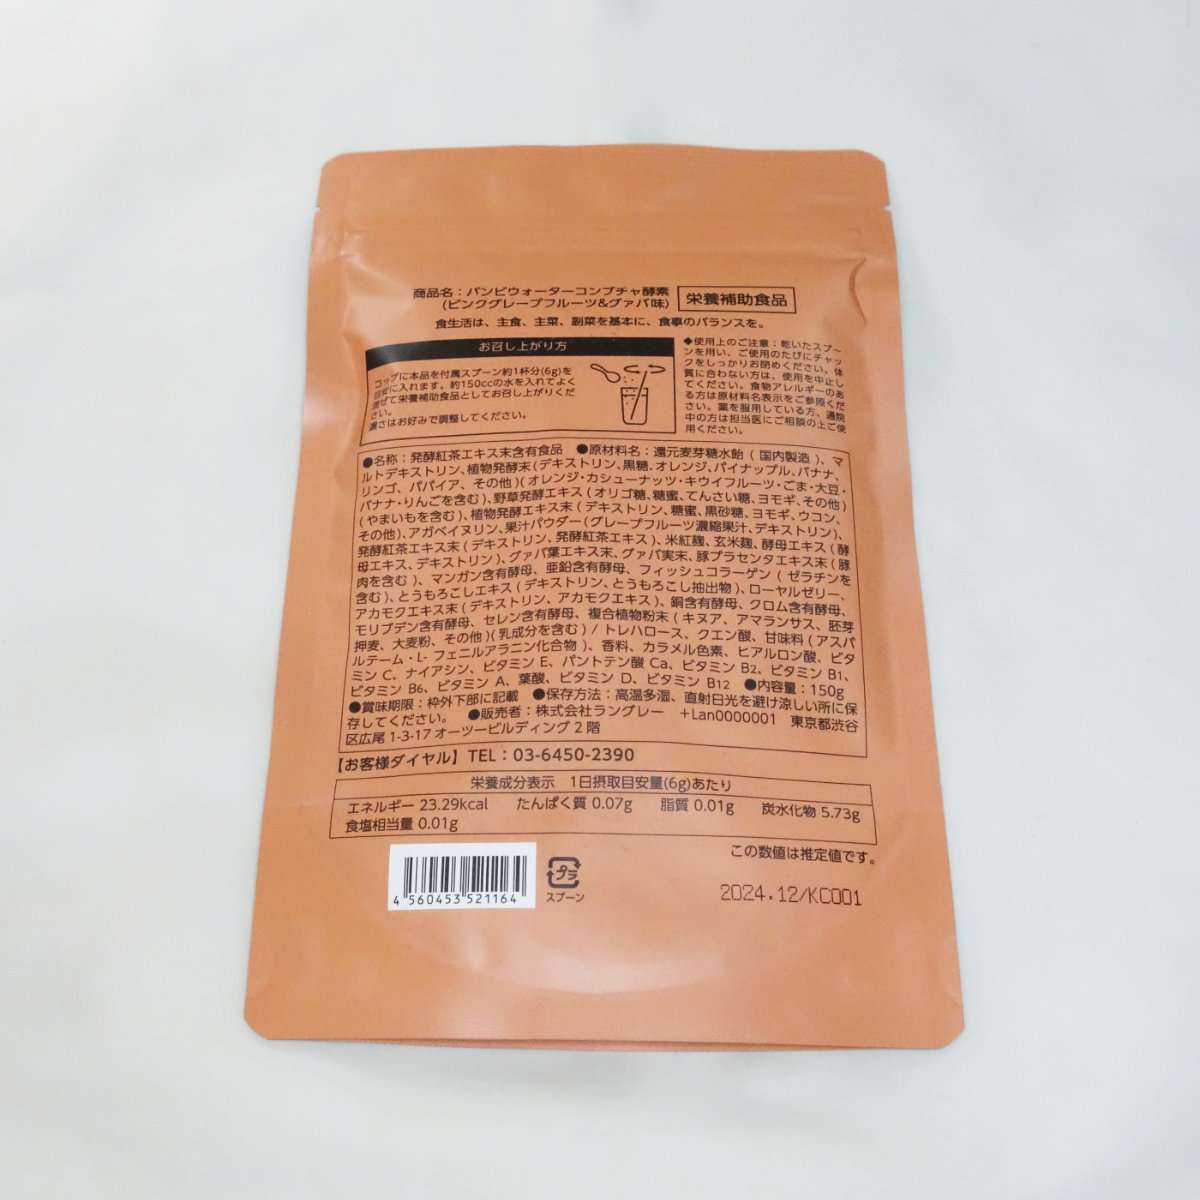 商品名：バンビウォーターコンブチャ酵素
(ピンクグレープフルーツ&グァバ味)
栄養補助食品
食生活は、主食、主菜、副菜を基本に、食事のバランスを。
お召し上がり方
コップに本品を付属スプーン約1杯分(6g)を
目安に入れます。約150ccの水を入れてよく
混ぜて栄養補助食品としてお召し上がりくだ
さい。
濃さはお好みで調整してください。
◆使用上のご注意：乾いたスプー
ンを用い、ご使用のたびにチャッ
クをしっかりお閉めください。体
質に合わない方は、使用を中止し
てください。食物アレルギーのあ
る方は原材料名表示をご参照くだ
さい。薬を服用している方、通院
中の方は担当医にご相談の上ご使
用ください。
●名称：発酵紅茶エキス末含有食品 ●原材料名：還元麦芽糖水飴 ( 国内製造 )、マ
ルトデキストリン、植物発酵末(デキストリン、黒糖、オレンジ、パイナップル、バナナ、
リンゴ、パパイア、その他)(オレンジ・カシューナッツ・キウイフルーツ・ごま・大豆・
バナナ・りんごを含む)、野草発酵エキス(オリゴ糖、糖蜜、てんさい糖、ヨモギ、その他)
(やまいもを含む)、植物発酵エキス末(デキストリン、糖蜜、黒砂糖、ヨモギ、ウコン、
その他)、アガベイヌリン、果汁パウダー(グレープフルーツ濃縮果汁、デキストリン)、
発酵紅茶エキス末(デキストリン、発酵紅茶エキス)、米紅麹、玄米麹、酵母エキス(酵
母エキス、デキストリン)、グァバ葉エキス末、グァバ実末、豚プラセンタエキス末(豚
肉を含む)、マンガン含有酵母、亜鉛含有酵母、フィッシュコラーゲン(ゼラチンを
含む)、とうもろこしエキス(デキストリン、とうもろこし抽出物)、ローヤルゼリー、
アカモクエキス末(デキストリン、アカモクエキス)、銅含有酵母、クロム含有酵母、
モリブデン含有酵母、セレン含有酵母、複合植物粉末(キヌア、アマランサス、胚芽
押麦、大麦粉、その他)(乳成分を含む) / トレハロース、クエン酸、甘味料(アスパ
ルテーム・L- フェニルアラニン化合物 )、香料、カラメル色素、ヒアルロン酸、ビタ
ミン C、ナイアシン、ビタミン E、パントテン酸 Ca、ビタミン B2、ビタミン B1、
ビタミン B6、ビタミン A、葉酸、ビタミン D、ビタミン B12 ●内容量：150g
●賞味期限：枠外下部に記載 ●保存方法：高温多湿、直射日光を避け涼しい所に保
存してください。 ●販売者：株式会社ラングレー +Lan0000001 東京都渋谷
区広尾 1-3-17 オーツービルディング 2 階
【お客様ダイヤル】TEL：03-6450-2390
栄養成分表示 1日摂取目安量(6g)あたり
エネルギー 23.29kcal たんぱく質 0.07g 脂質 0.01g 炭水化物 5.73g
食塩相当量 0.01g
この数値は推定値です。
4 560453 521164
プラ
スプーン
2024.12/KC001